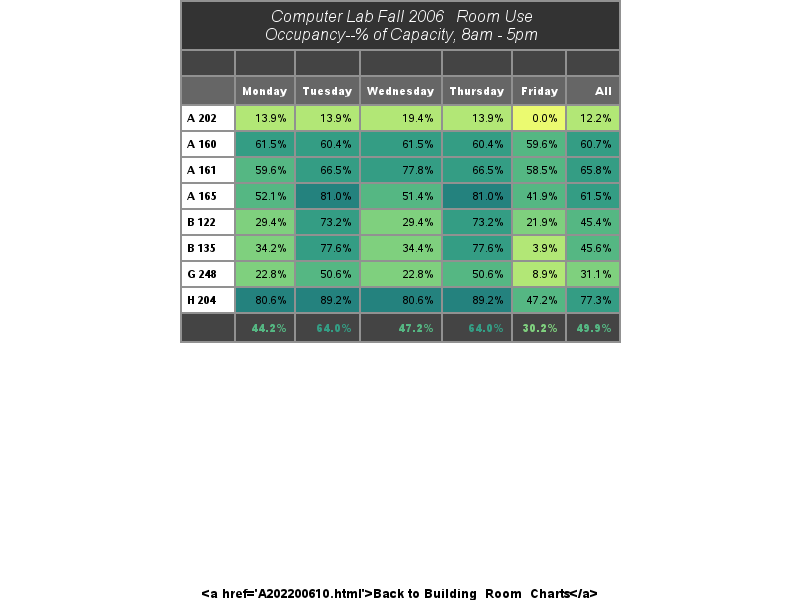 Computer Lab Fall 2006 Room Use
Occupancy--% of Capacity, 8am - 5pm
Monday Tuesday Wednesday Thursday Friday All
A 202 13.9% 13.9% 19.4% 13.9% 0.0% 12.2%
A 160 61.5% 60.4% 61.5% 60.4% 59.6% 60.7%
A 161 59.6% 66.5% 77.8% 66.5% 58.5% 65.8%
A 165 52.1% 81.0% 51.4% 81.0% 41.9% 61.5%
B 122 29.4% 73.2% 29.4% 73.2% 21.9% 45.4%
B 135 34.2% 77.6% 34.4% 77.6% 3.9% 45.6%
G 248 22.8% 50.6% 22.8% 50.6% 8.9% 31.1%
H 204 80.6% 89.2% 80.6% 89.2% 47.2% 77.3%
44.2% 64.0% 47.2% 64.0% 30.2% 49.9%
<a href='A202200610.html'>Back to Building Room Charts</a>